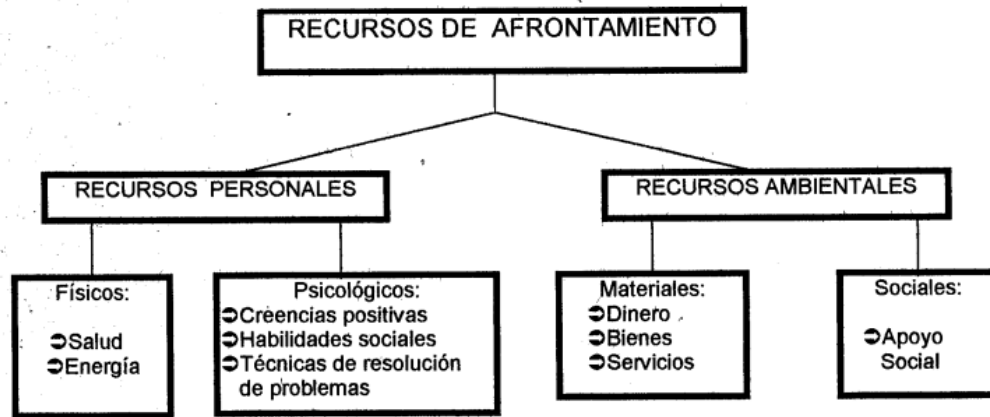 RECURSOS DE AFRONTAMIENTO
RECURSOS PERSONALES
RECURSOS AMBIENTALES
Físicos:
➲Salud
➲Energía
Psicológicos:
➲Creencias positivas
➲Habilidades sociales
➲Técnicas de resolución
de problemas
Materiales:
➲Dinero
➲Bienes
➲Servicios
Sociales:
➲Apoyo
Social